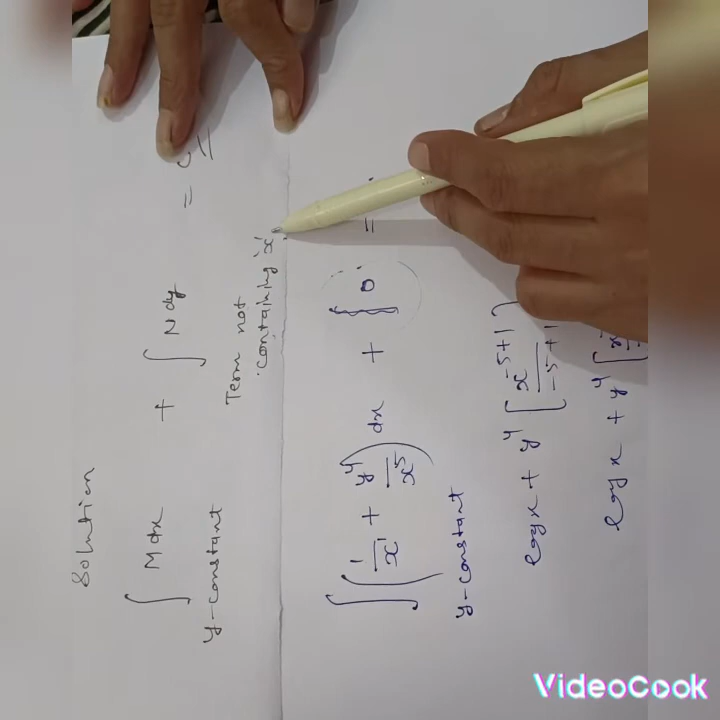 Solution
∫ M dx + ∫ N dy = c
y-constant Term not
containing 'x'
∫ ( 1/x + y⁴/x⁵ ) dx + ∫ 0 =
y-constant
log x + y⁴ [ x⁻⁵⁺¹ / -5+1 ]
log x + y⁴ [
VideoCook